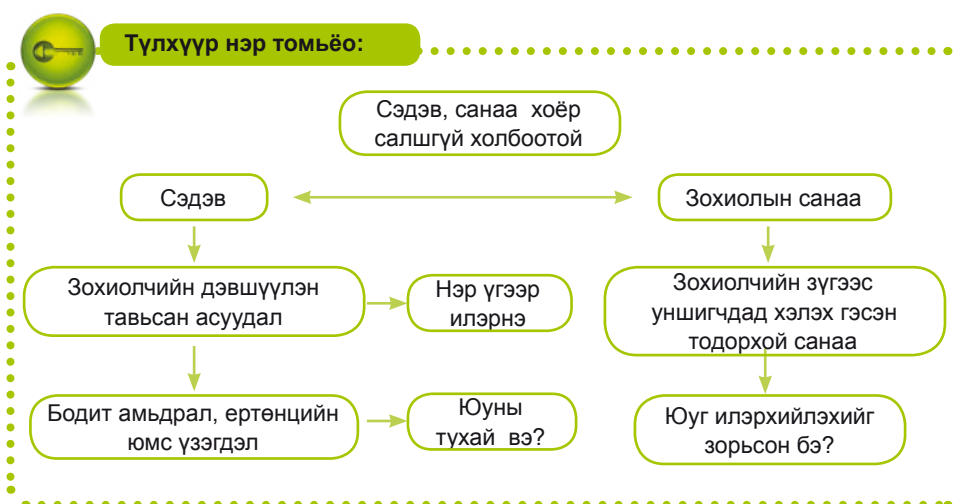 Түлхүүр нэр томьёо:
Сэдэв, санаа хоёр
салшгүй холбоотой
Сэдэв
Зохиолын санаа
Зохиолчийн дэвшүүлэн
тавьсан асуудал
Нэр үгээр
илэрнэ
Зохиолчийн зүгээс
уншигчдад хэлэх гэсэн
тодорхой санаа
Бодит амьдрал, ертөнцийн
юмс үзэгдэл
Юуны
тухай вэ?
Юуг илэрхийлэхийг
зорьсон бэ?